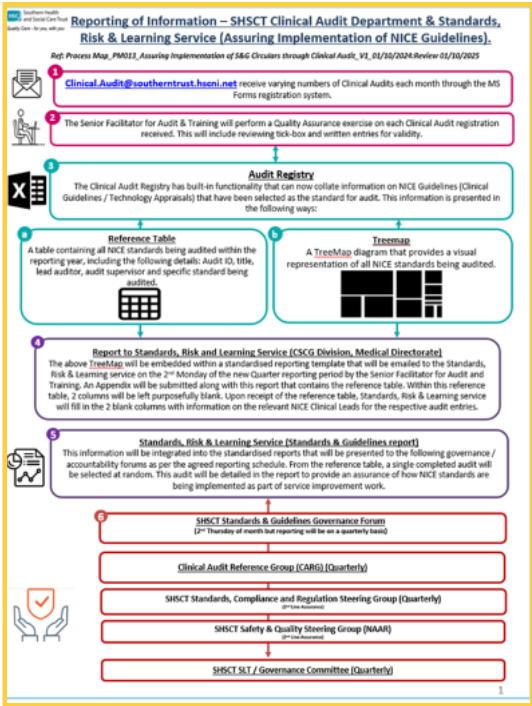 HSC Southern Health
and Social Care Trust
Quality Care - for you, with you
Reporting of Information – SHSCT Clinical Audit Department & Standards,
Risk & Learning Service (Assuring Implementation of NICE Guidelines).
Ref: Process Map_PM013_Assuring Implementation of S&G Circulars through Clinical Audit_V1_01/10/2024:Review 01/10/2025
1
Clinical.Audit@southerntrust.hscni.net receive varying numbers of Clinical Audits each month through the MS
Forms registration system.
2
The Senior Facilitator for Audit & Training will perform a Quality Assurance exercise on each Clinical Audit registration
received. This will include reviewing tick-box and written entries for validity.
3
Audit Registry
The Clinical Audit Registry has built-in functionality that can now collate information on NICE Guidelines (Clinical
Guidelines / Technology Appraisals) that have been selected as the standard for audit. This information is presented in
the following ways:
a
Reference Table
A table containing all NICE standards being audited within the
reporting year, including the following details: Audit ID, title,
lead auditor, audit supervisor and specific standard being
audited.
b
Treemap
A TreeMap diagram that provides a visual
representation of all NICE standards being audited.
4
Report to Standards, Risk and Learning Service (CSCG Division, Medical Directorate)
The above TreeMap will be embedded within a standardised reporting template that will be emailed to the Standards,
Risk & Learning service on the 2nd Monday of the new Quarter reporting period by the Senior Facilitator for Audit and
Training. An Appendix will be submitted along with this report that contains the reference table. Within this reference
table, 2 columns will be left purposefully blank. Upon receipt of the reference table, Standards, Risk & Learning service
will fill in the 2 blank columns with information on the relevant NICE Clinical Leads for the respective audit entries.
5
Standards, Risk & Learning Service (Standards & Guidelines report)
This information will be integrated into the standardised reports that will be presented to the following governance /
accountability forums as per the agreed reporting schedule. From the reference table, a single completed audit will
be selected at random. This audit will be detailed in the report to provide an assurance of how NICE standards are
being implemented as part of service improvement work.
6
SHSCT Standards & Guidelines Governance Forum
(2nd Thursday of month but reporting will be on a quarterly basis)
Clinical Audit Reference Group (CARG) (Quarterly)
SHSCT Standards, Compliance and Regulation Steering Group (Quarterly)
Line Assurance)
SHSCT Safety & Quality Steering Group (NAAR)
Line Assurance)
SHSCT SLT / Governance Committee (Quarterly)
1